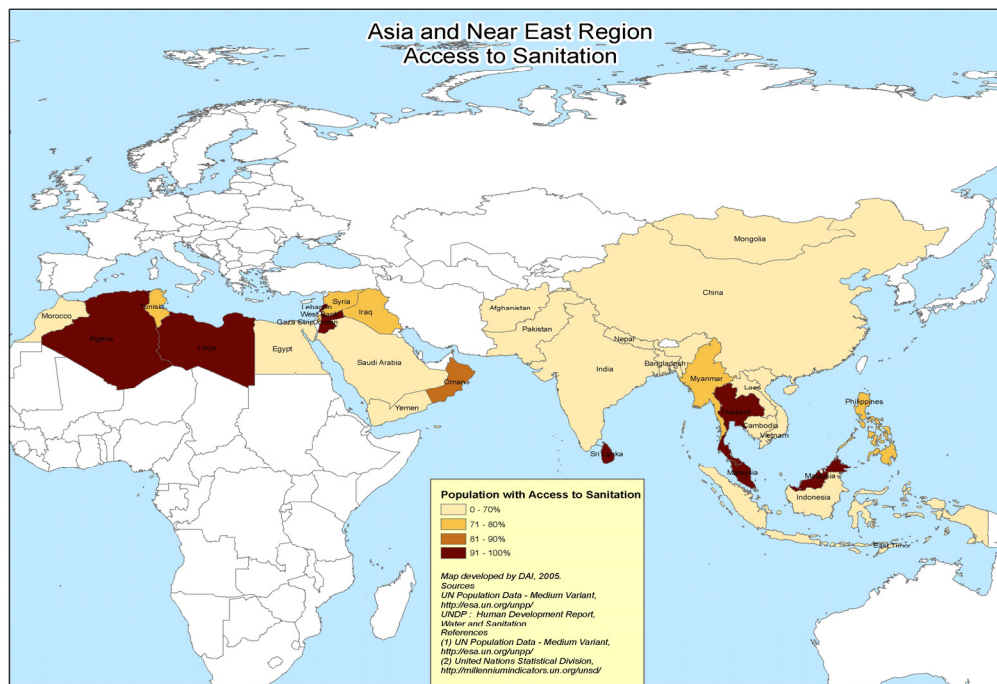 Asia and Near East Region
Access to Sanitation
Mongolia
China
Lebanon
Syria
West Bank
Iraq
Afghanistan
Tunisia
Morocco
Gaza Strip
Jordan
Pakistan
Algeria
Libya
Egypt
Nepal
Saudi Arabia
India
Bangladesh
Myanmar
Oman
Laos
Yemen
Thailand
Philippines
Cambodia
Vietnam
Sri Lanka
Malaysia
Malaysia
Indonesia
East Timor
Population with Access to Sanitation
0 - 70%
71 - 80%
81 - 90%
91 - 100%
Map developed by DAI, 2005.
Sources
UN Population Data - Medium Variant,
http://esa.un.org/unpp/
UNDP : Human Development Report,
Water and Sanitation
References
(1) UN Population Data - Medium Variant,
http://esa.un.org/unpp/
(2) United Nations Statistical Division,
http://millenniumindicators.un.org/unsd/